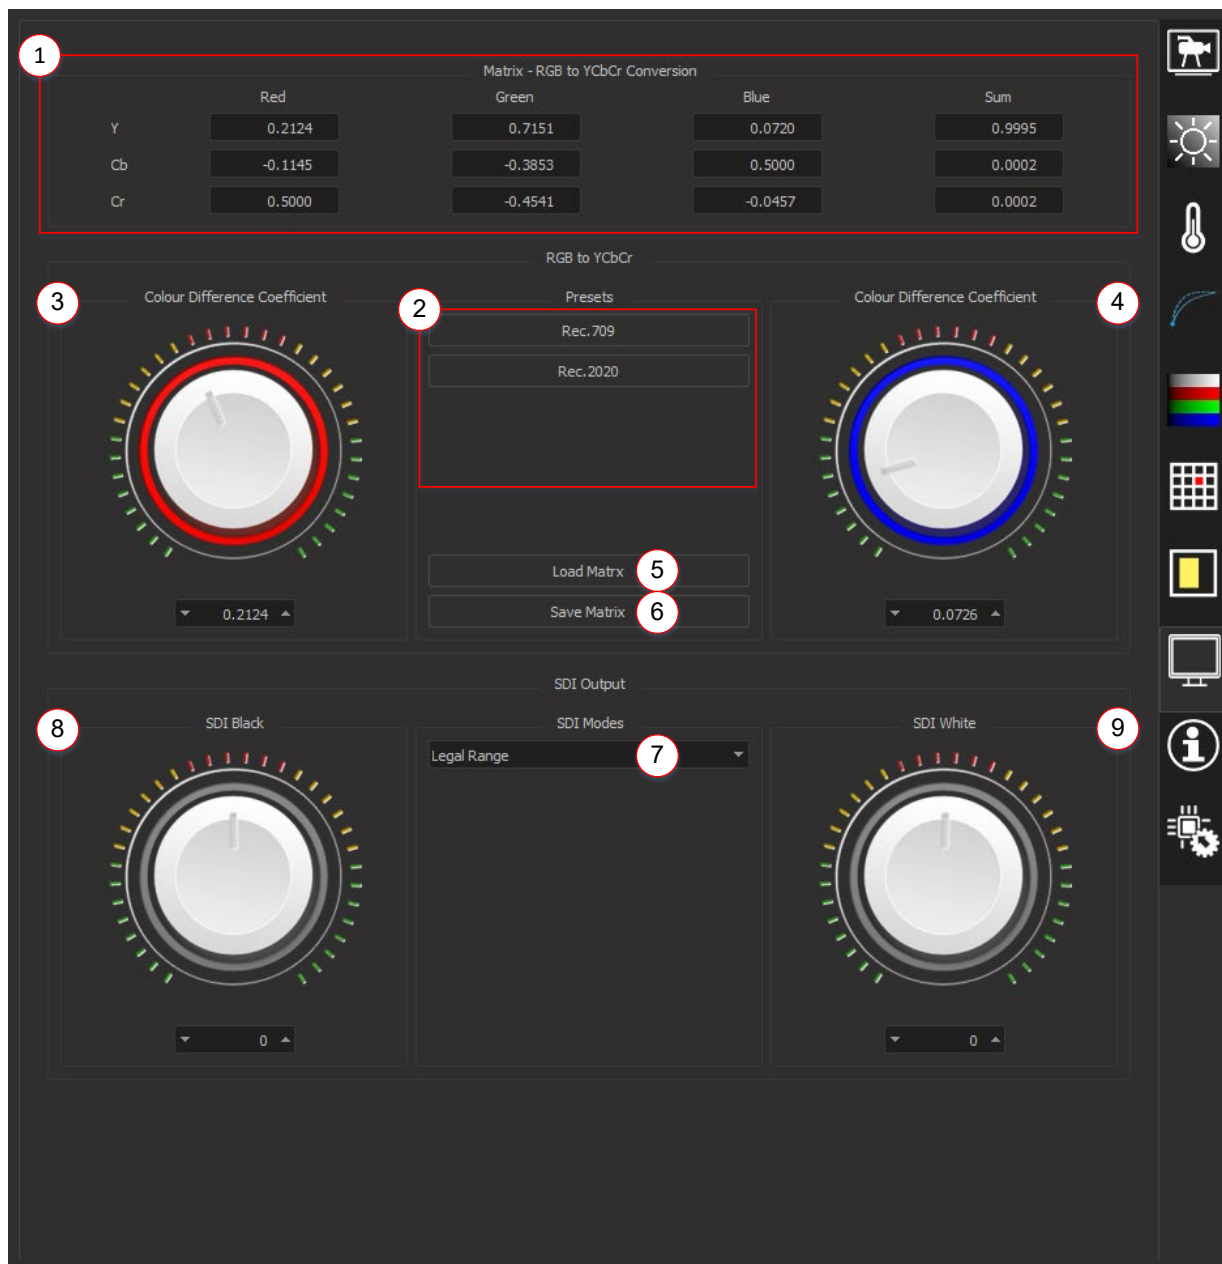 1
Matrix - RGB to YCbCr Conversion
Red Green Blue Sum
Y 0.2124 0.7151 0.0720 0.9995
Cb -0.1145 -0.3853 0.5000 0.0002
Cr 0.5000 -0.4541 -0.0457 0.0002
RGB to YCbCr
3 Colour Difference Coefficient 2 Presets Colour Difference Coefficient 4
Rec.709
Rec.2020
Load Matrx 5
0.2124 Save Matrix 6 0.0726
SDI Output
8 SDI Black SDI Modes SDI White 9
Legal Range 7
0 0